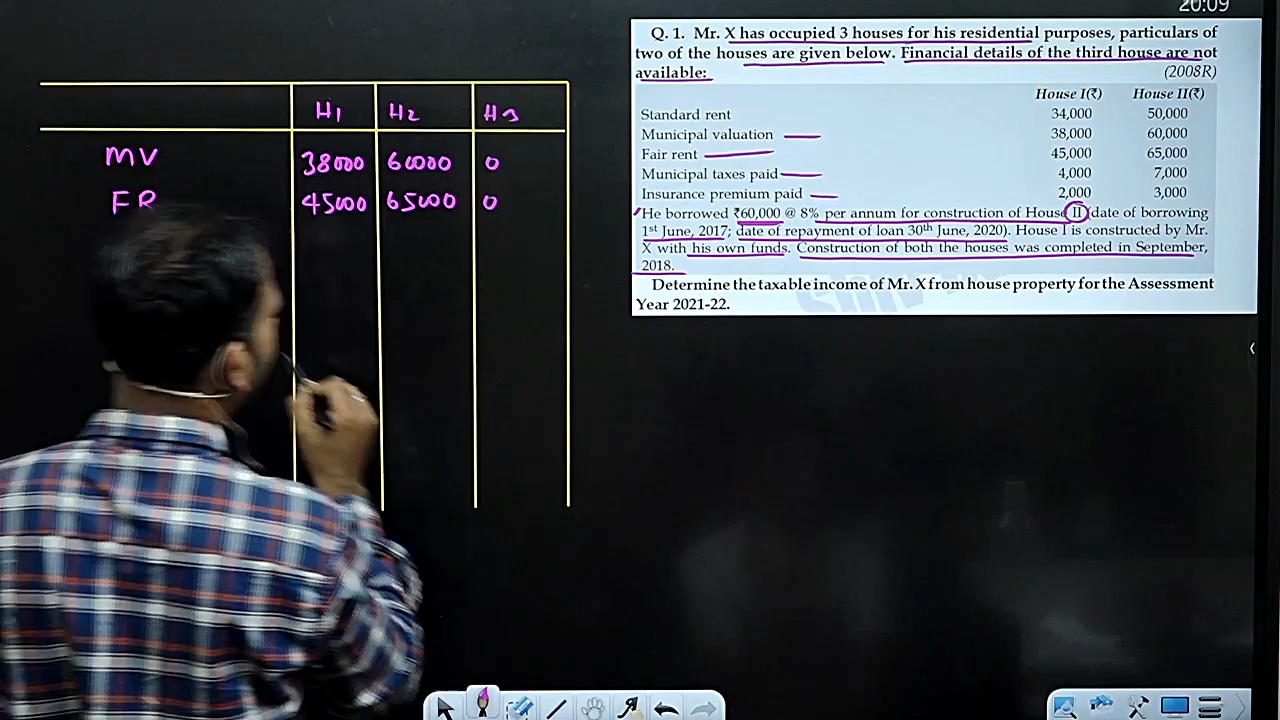 20:09
Q. 1. Mr. X has occupied 3 houses for his residential purposes, particulars of
two of the houses are given below. Financial details of the third house are not
available: (2008R)
House I(₹) House II(₹)
Standard rent 34,000 50,000
Municipal valuation 38,000 60,000
Fair rent 45,000 65,000
Municipal taxes paid 4,000 7,000
Insurance premium paid 2,000 3,000
He borrowed ₹60,000 @ 8% per annum for construction of House II (date of borrowing
1st June, 2017; date of repayment of loan 30th June, 2020). House I is constructed by Mr.
X with his own funds. Construction of both the houses was completed in September,
2018.
Determine the taxable income of Mr. X from house property for the Assessment
Year 2021-22.
H1 H2 H3
MV 38000 60000 0
FR 45000 65000 0